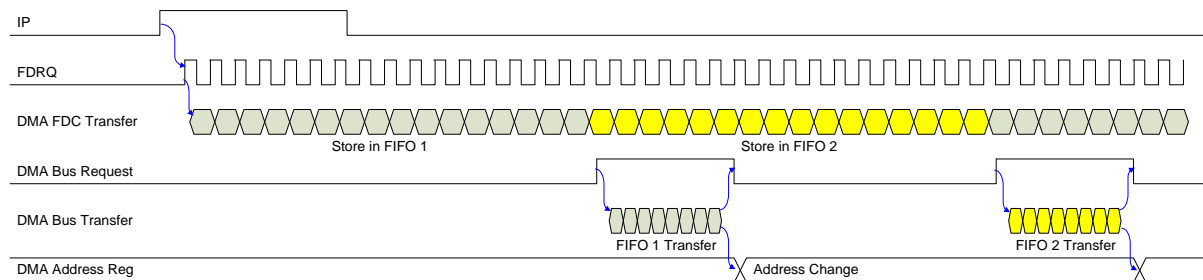 IP
FDRQ
DMA FDC Transfer
Store in FIFO 1
Store in FIFO 2
DMA Bus Request
DMA Bus Transfer
FIFO 1 Transfer
FIFO 2 Transfer
DMA Address Reg
Address Change